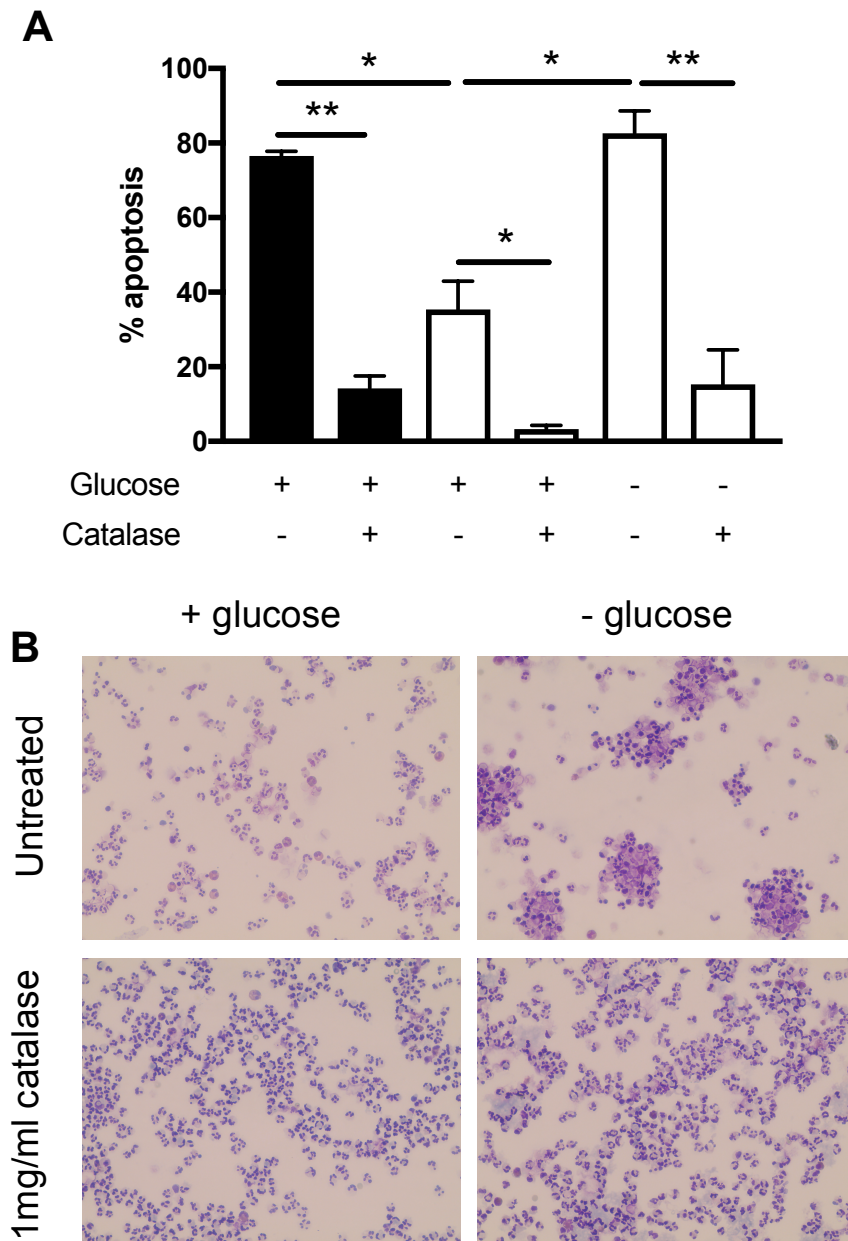 A
100
80
60
40
20
0
% apoptosis
*
*
**
**
*
Glucose + + + + - -
Catalase - + - + - +
+ glucose - glucose
B
Untreated
1mg/ml catalase